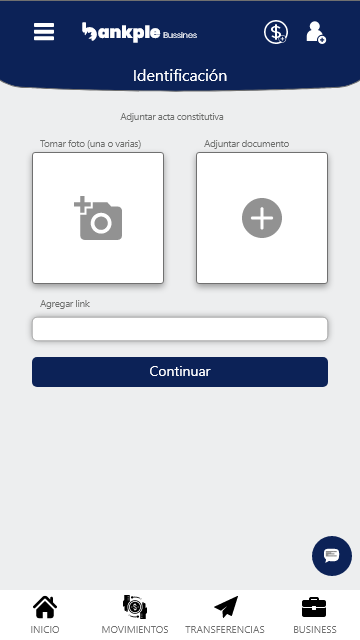 bankple Bussines
Identificación
Adjuntar acta constitutiva
Tomar foto (una o varias)
Adjuntar documento
Agregar link
Continuar
INICIO
MOVIMIENTOS
TRANSFERENCIAS
BUSINESS